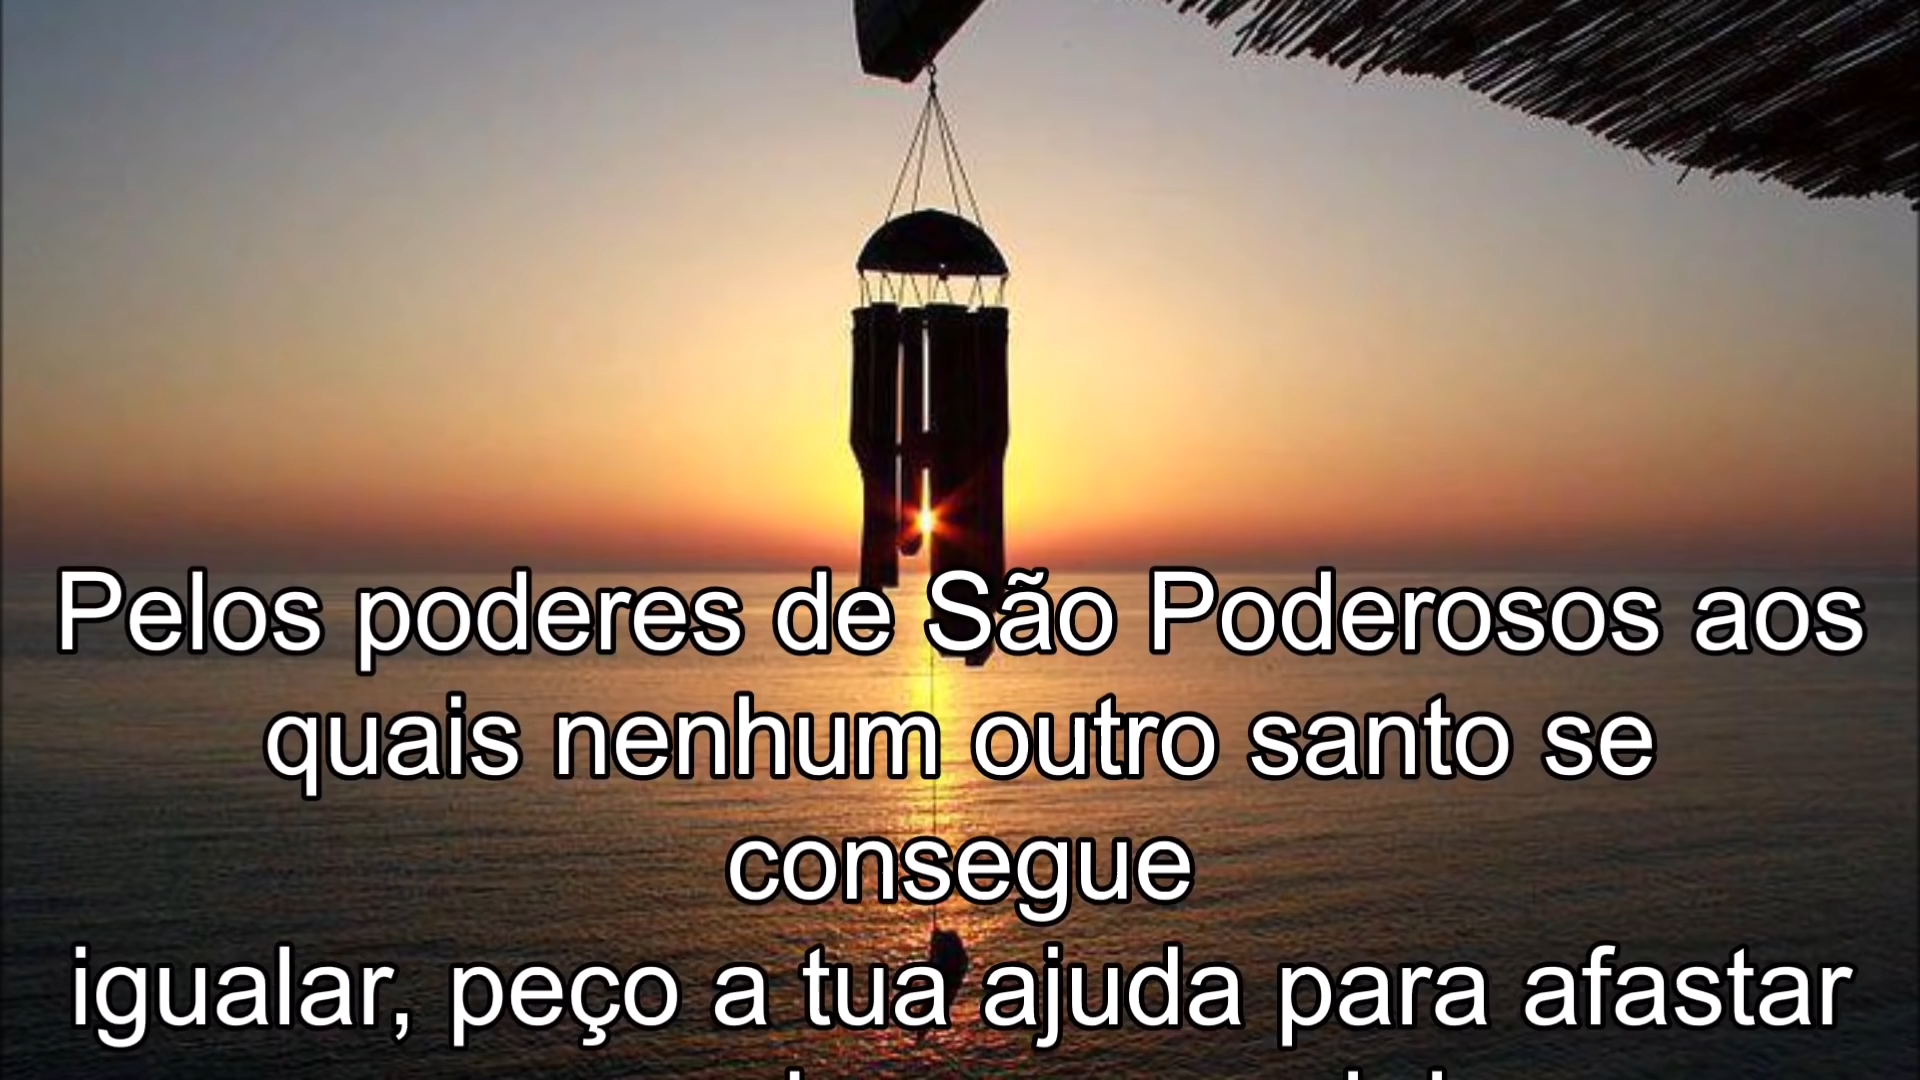 Pelos poderes de São Poderosos aos
quais nenhum outro santo se
consegue
igualar, peço a tua ajuda para afastar